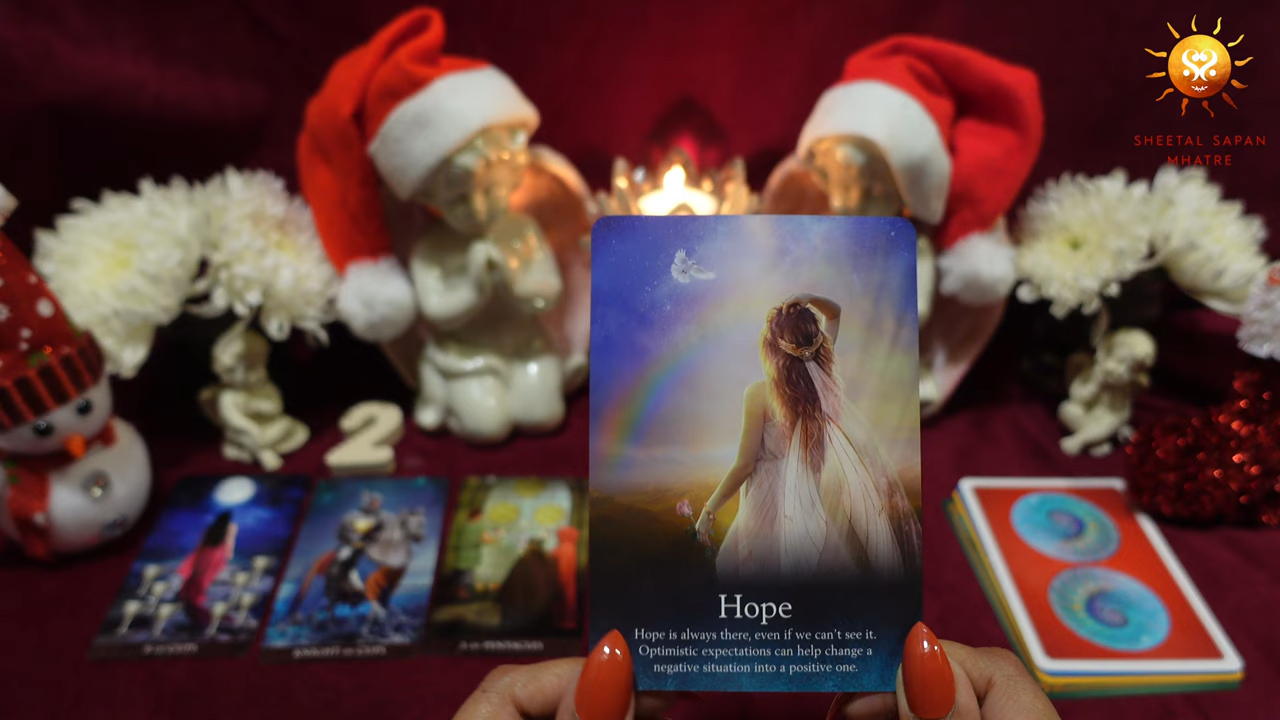 SHEETAL SAPAN
MHATRE
2
Hope
Hope is always there, even if we can't see it.
Optimistic expectations can help change a
negative situation into a positive one.